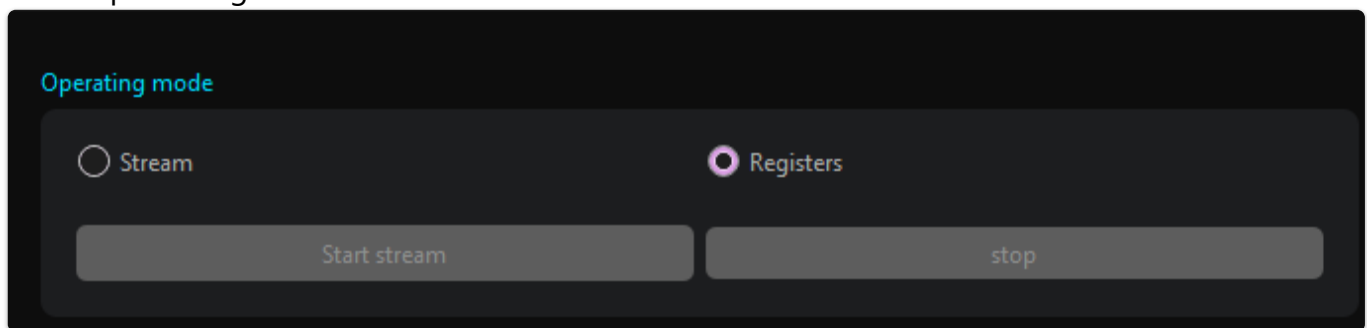 Operating mode
Stream
Registers
Start stream
stop